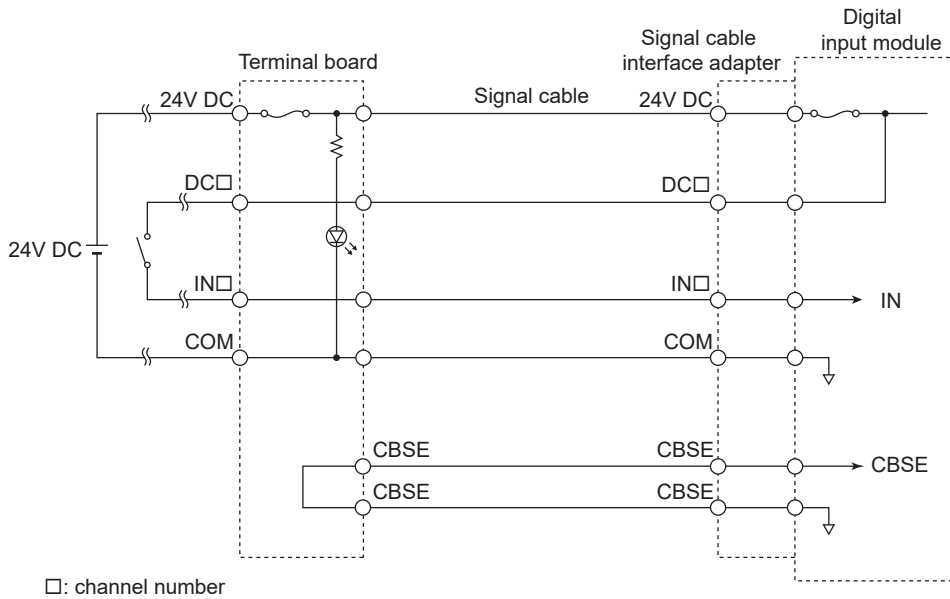 Digital
input module
Signal cable
interface adapter
Terminal board
24V DC
Signal cable
24V DC
DC□
DC□
24V DC
IN□
IN□
IN
COM
COM
CBSE
CBSE
CBSE
CBSE
CBSE
□: channel number